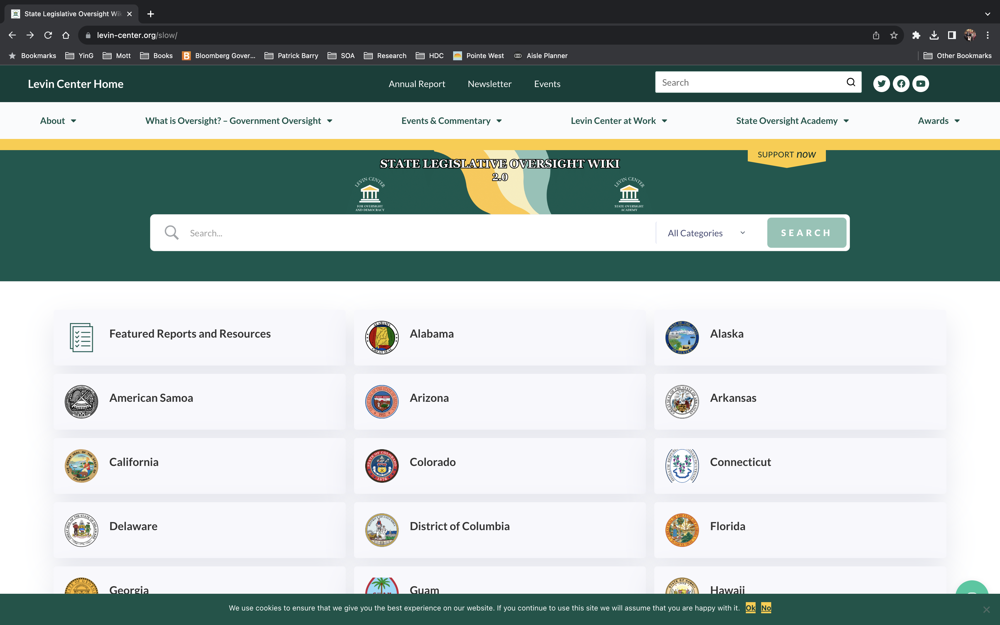 State Legislative Oversight Wik
levin-center.org/slow/
Bookmarks YinG Mott Books Bloomberg Gover... Patrick Barry SOA Research HDC Pointe West Aisle Planner Other Bookmarks
Levin Center Home Annual Report Newsletter Events Search
About What is Oversight? – Government Oversight Events & Commentary Levin Center at Work State Oversight Academy Awards
SUPPORT now
STATE LEGISLATIVE OVERSIGHT WIKI
2.0
LEVIN CENTER
FOR OVERSIGHT
AND DEMOCRACY
LEVIN CENTER
STATE OVERSIGHT
ACADEMY
Search... All Categories SEARCH
Featured Reports and Resources Alabama Alaska
American Samoa Arizona Arkansas
California Colorado Connecticut
Delaware District of Columbia Florida
Georgia Guam Hawaii
We use cookies to ensure that we give you the best experience on our website. If you continue to use this site we will assume that you are happy with it. Ok No